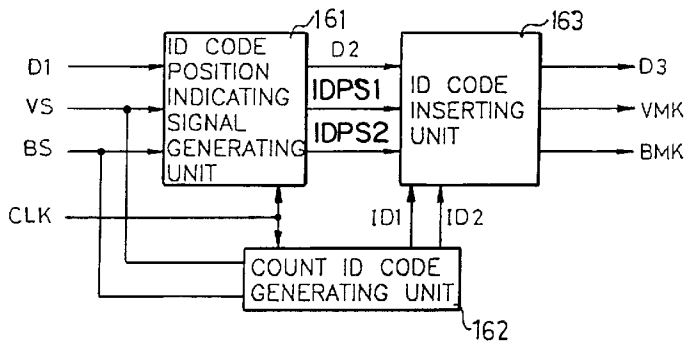 161
163
D1
VS
BS
CLK
ID CODE
POSITION
INDICATING
SIGNAL
GENERATING
UNIT
D2
IDPS1
IDPS2
ID CODE
INSERTING
UNIT
D3
VMK
BMK
ID1
ID2
COUNT ID CODE
GENERATING UNIT
162